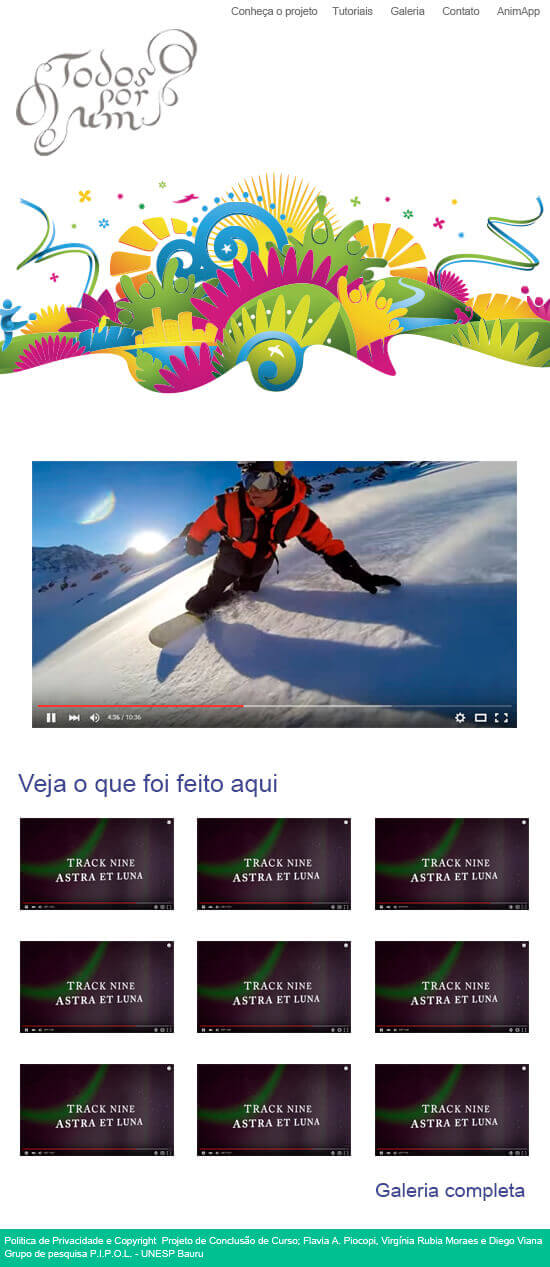 Conheça o projeto Tutoriais Galeria Contato AnimApp
Todos
por
um
4:36 / 10:36
Veja o que foi feito aqui
TRACK NINE
ASTRA ET LUNA
TRACK NINE
ASTRA ET LUNA
TRACK NINE
ASTRA ET LUNA
TRACK NINE
ASTRA ET LUNA
TRACK NINE
ASTRA ET LUNA
TRACK NINE
ASTRA ET LUNA
TRACK NINE
ASTRA ET LUNA
TRACK NINE
ASTRA ET LUNA
TRACK NINE
ASTRA ET LUNA
Galeria completa
Politica de Privacidade e Copyright Projeto de Conclusão de Curso; Flavia A. Piocopi, Virgínia Rubia Moraes e Diego Viana
Grupo de pesquisa P.I.P.O.L. - UNESP Bauru